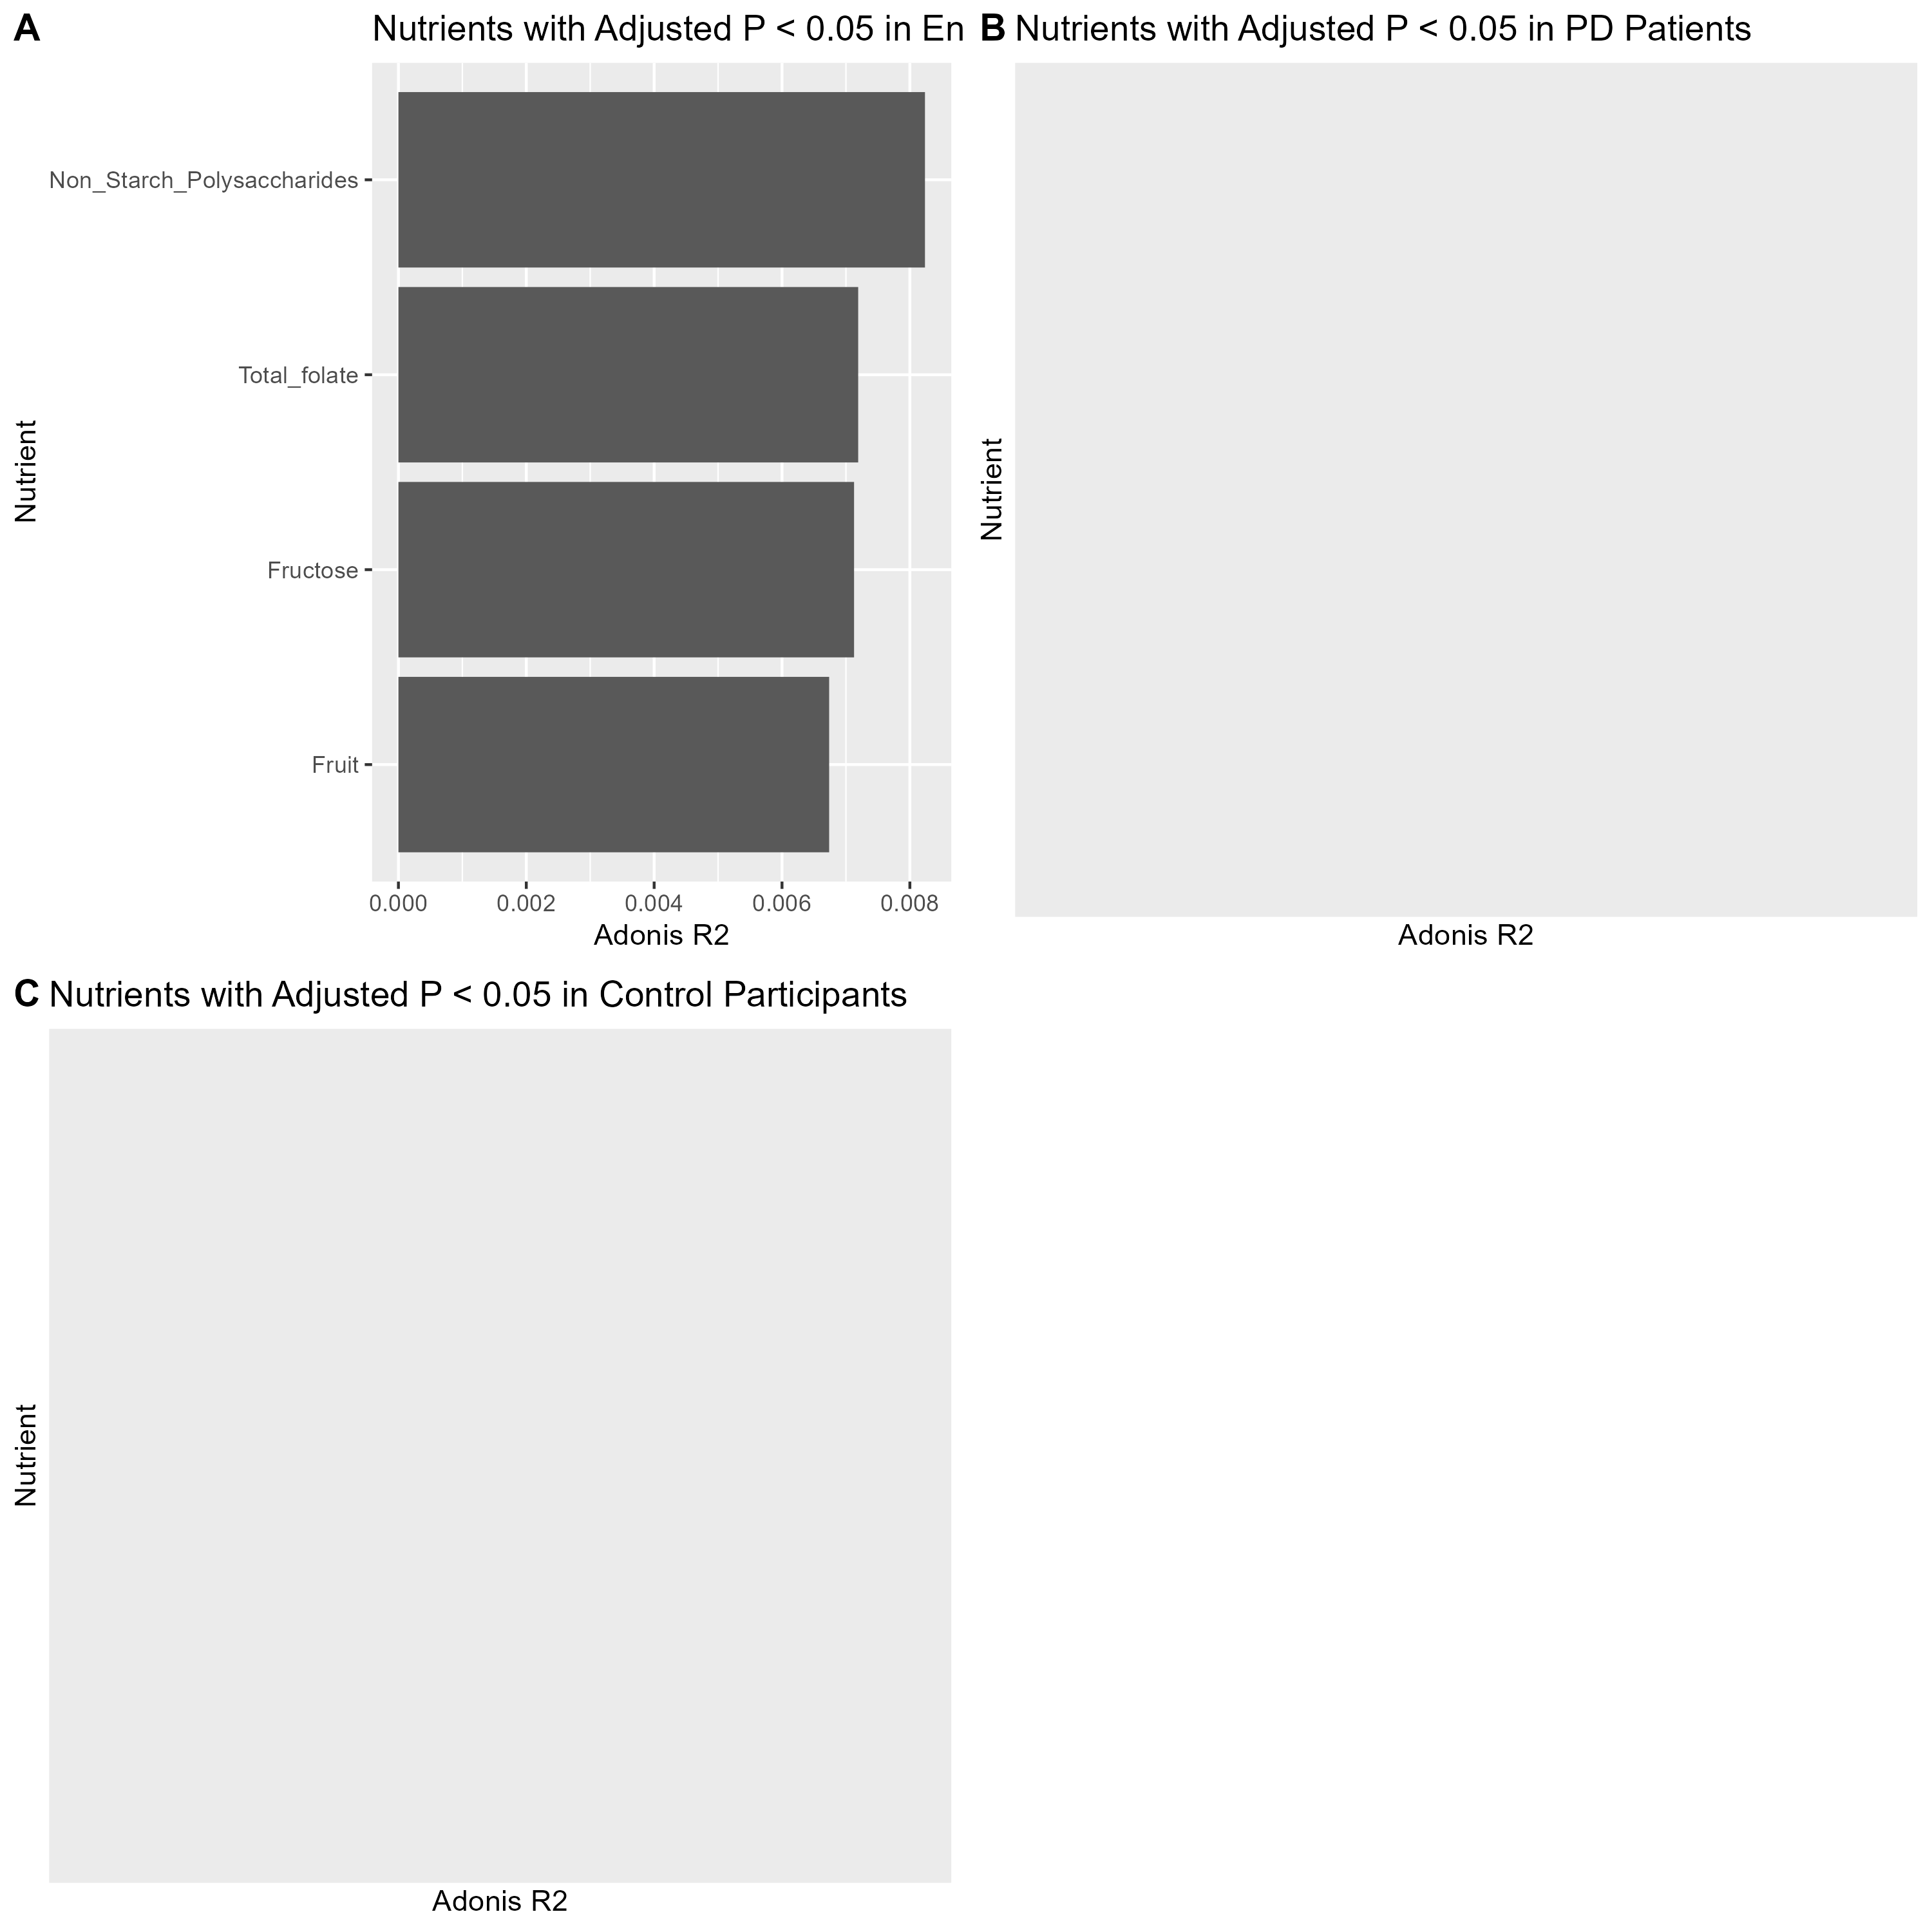 A
Nutrients with Adjusted P < 0.05 in En
Nutrient
Non_Starch_Polysaccharides
Total_folate
Fructose
Fruit
0.000 0.002 0.004 0.006 0.008
Adonis R2
B
Nutrients with Adjusted P < 0.05 in PD Patients
Nutrient
Adonis R2
C
Nutrients with Adjusted P < 0.05 in Control Participants
Nutrient
Adonis R2